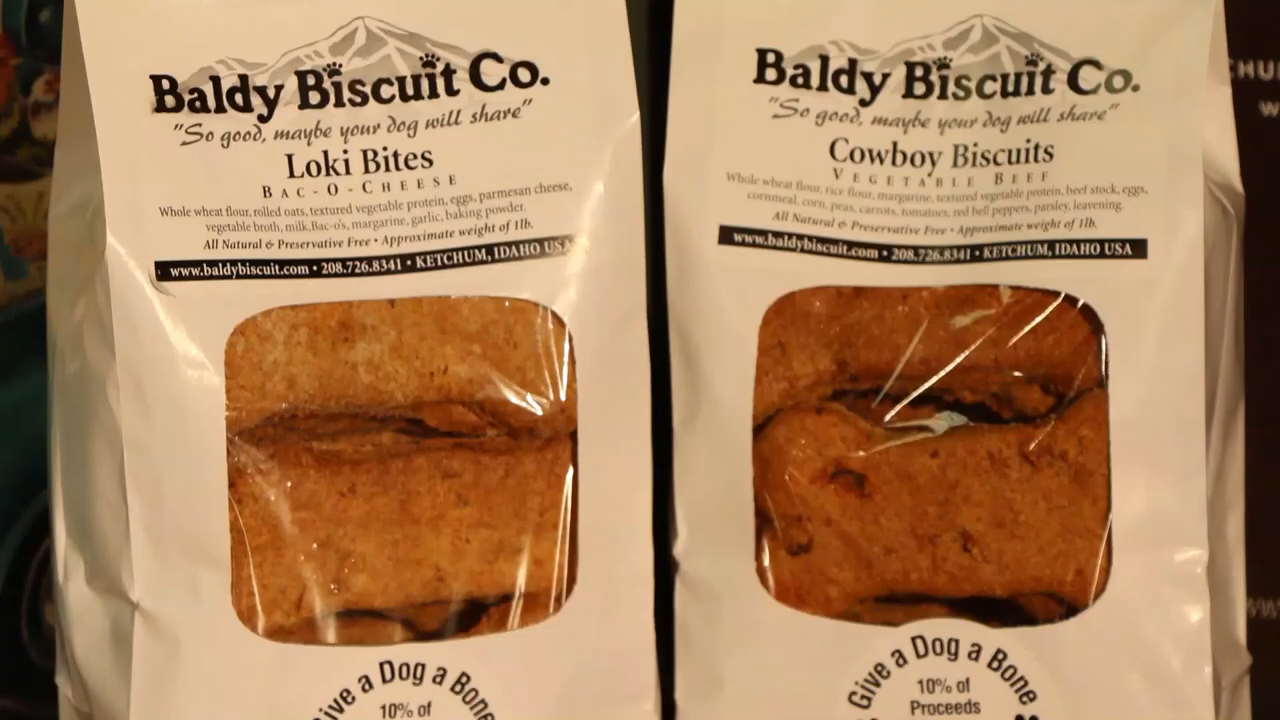 Baldy Biscuit Co.
"So good, maybe your dog will share"
Loki Bites
BAC-O-CHEESE
Whole wheat flour, rolled oats, textured vegetable protein, eggs, parmesan cheese,
vegetable broth, milk,Bac-o's, margarine, garlic, baking powder.
All Natural & Preservative Free • Approximate weight of 1lb.
www.baldybiscuit.com • 208.726.8341 • KETCHUM, IDAHO USA
Give a Dog a Bone
10% of
Baldy Biscuit Co.
"So good, maybe your dog will share"
Cowboy Biscuits
VEGETABLE BEEF
Whole wheat flour, rice flour, margarine, textured vegetable protein, beef stock, eggs,
cornmeal, corn, peas, carrots, tomatoes, red bell peppers, parsley, leavening.
All Natural & Preservative Free • Approximate weight of 1lb.
www.baldybiscuit.com • 208.726.8341 • KETCHUM, IDAHO USA
Give a Dog a Bone
10% of
Proceeds